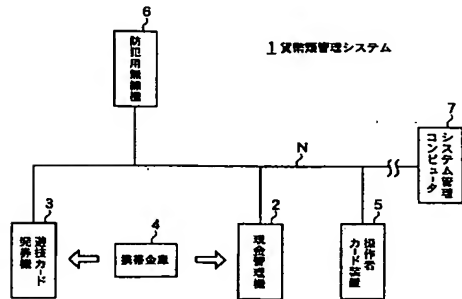 6
防犯用無線機
1 貨幣類管理システム
7
システム管理コンピュータ
N
3
遊技カード発券機
4
携帯金庫
2
現金管理機
5
操作者カード装置